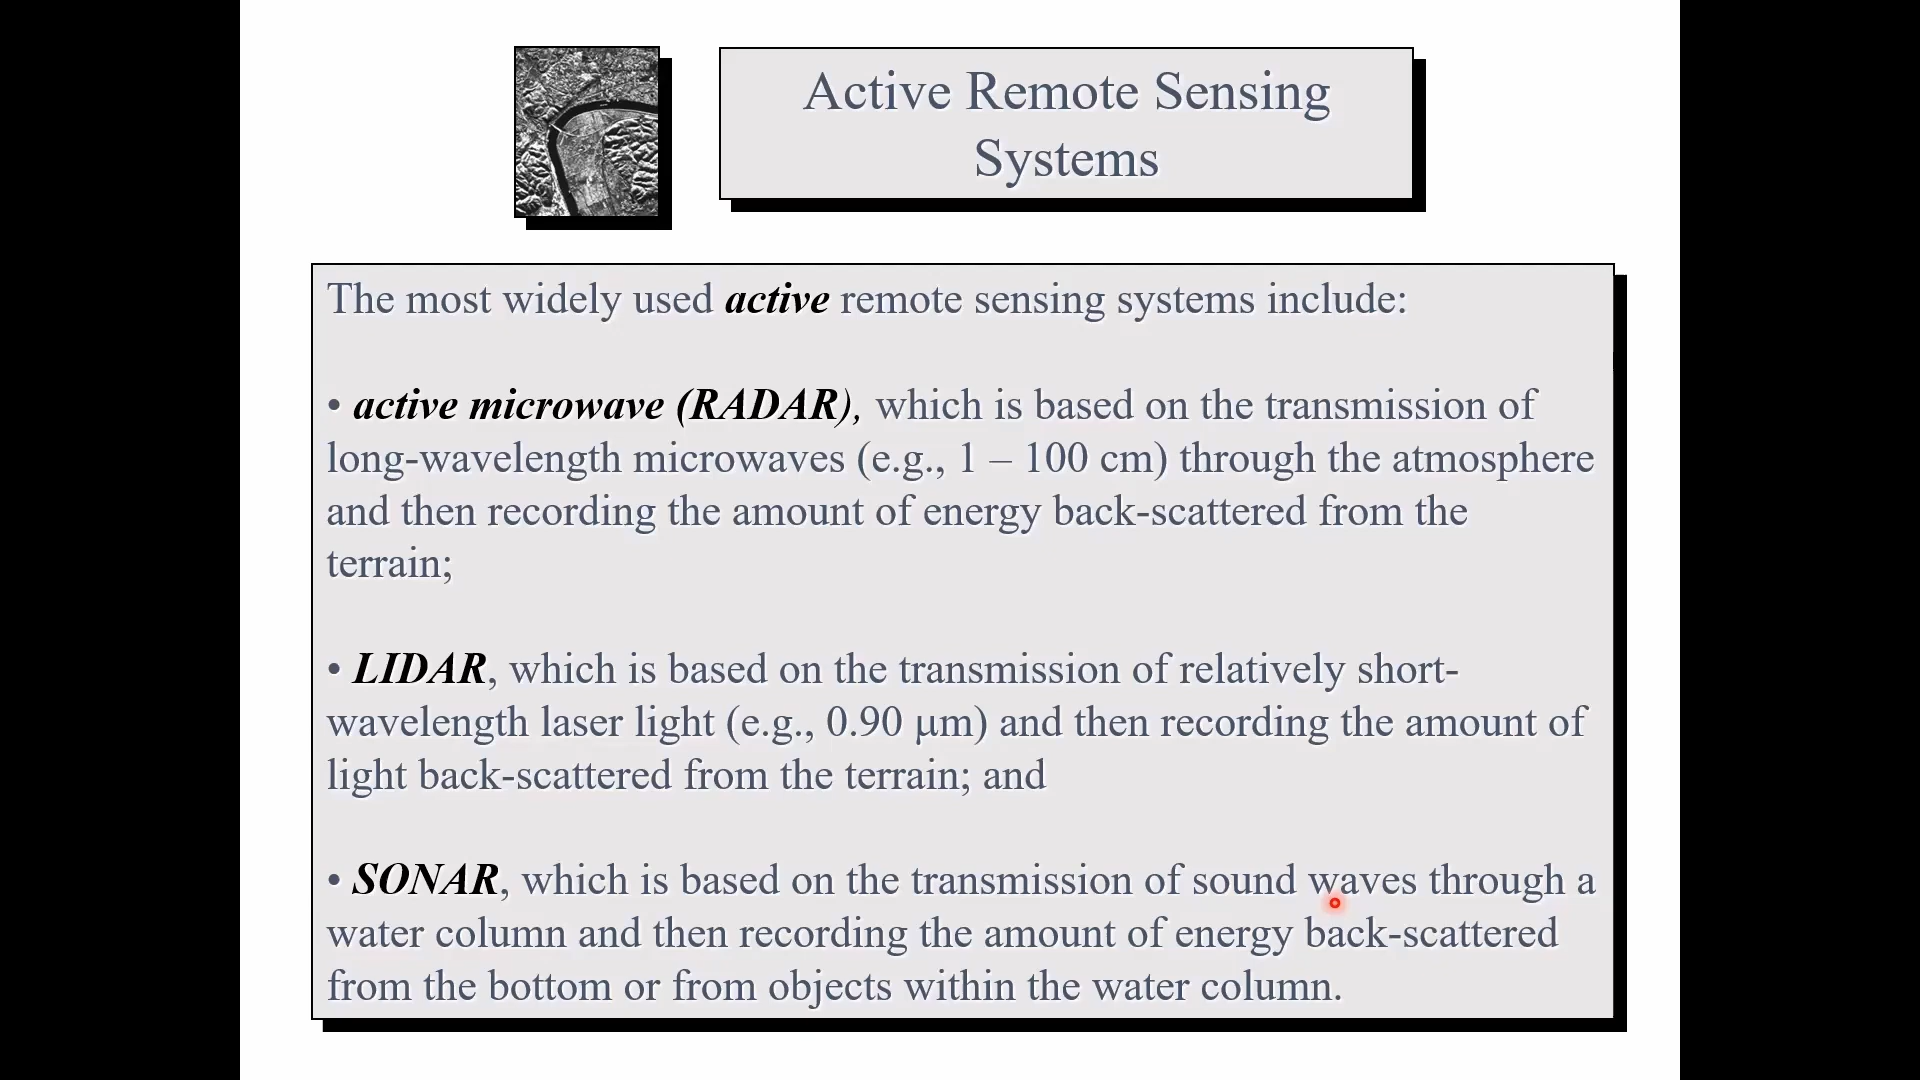 Active Remote Sensing
Systems
The most widely used active remote sensing systems include:
• active microwave (RADAR), which is based on the transmission of
long-wavelength microwaves (e.g., 1 – 100 cm) through the atmosphere
and then recording the amount of energy back-scattered from the
terrain;
• LIDAR, which is based on the transmission of relatively short-
wavelength laser light (e.g., 0.90 μm) and then recording the amount of
light back-scattered from the terrain; and
• SONAR, which is based on the transmission of sound waves through a
water column and then recording the amount of energy back-scattered
from the bottom or from objects within the water column.